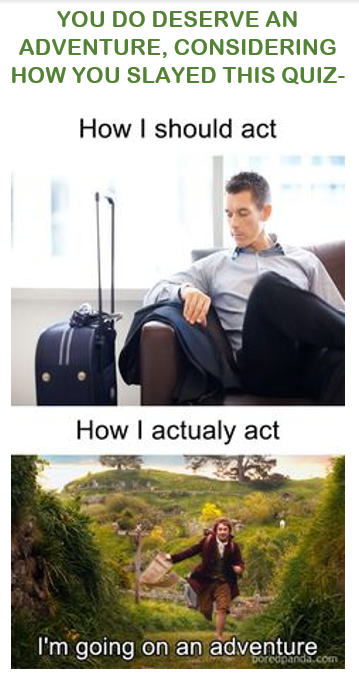 YOU DO DESERVE AN
ADVENTURE, CONSIDERING
HOW YOU SLAYED THIS QUIZ-
How I should act
How I actualy act
I'm going on an adventure
boredpanda.com